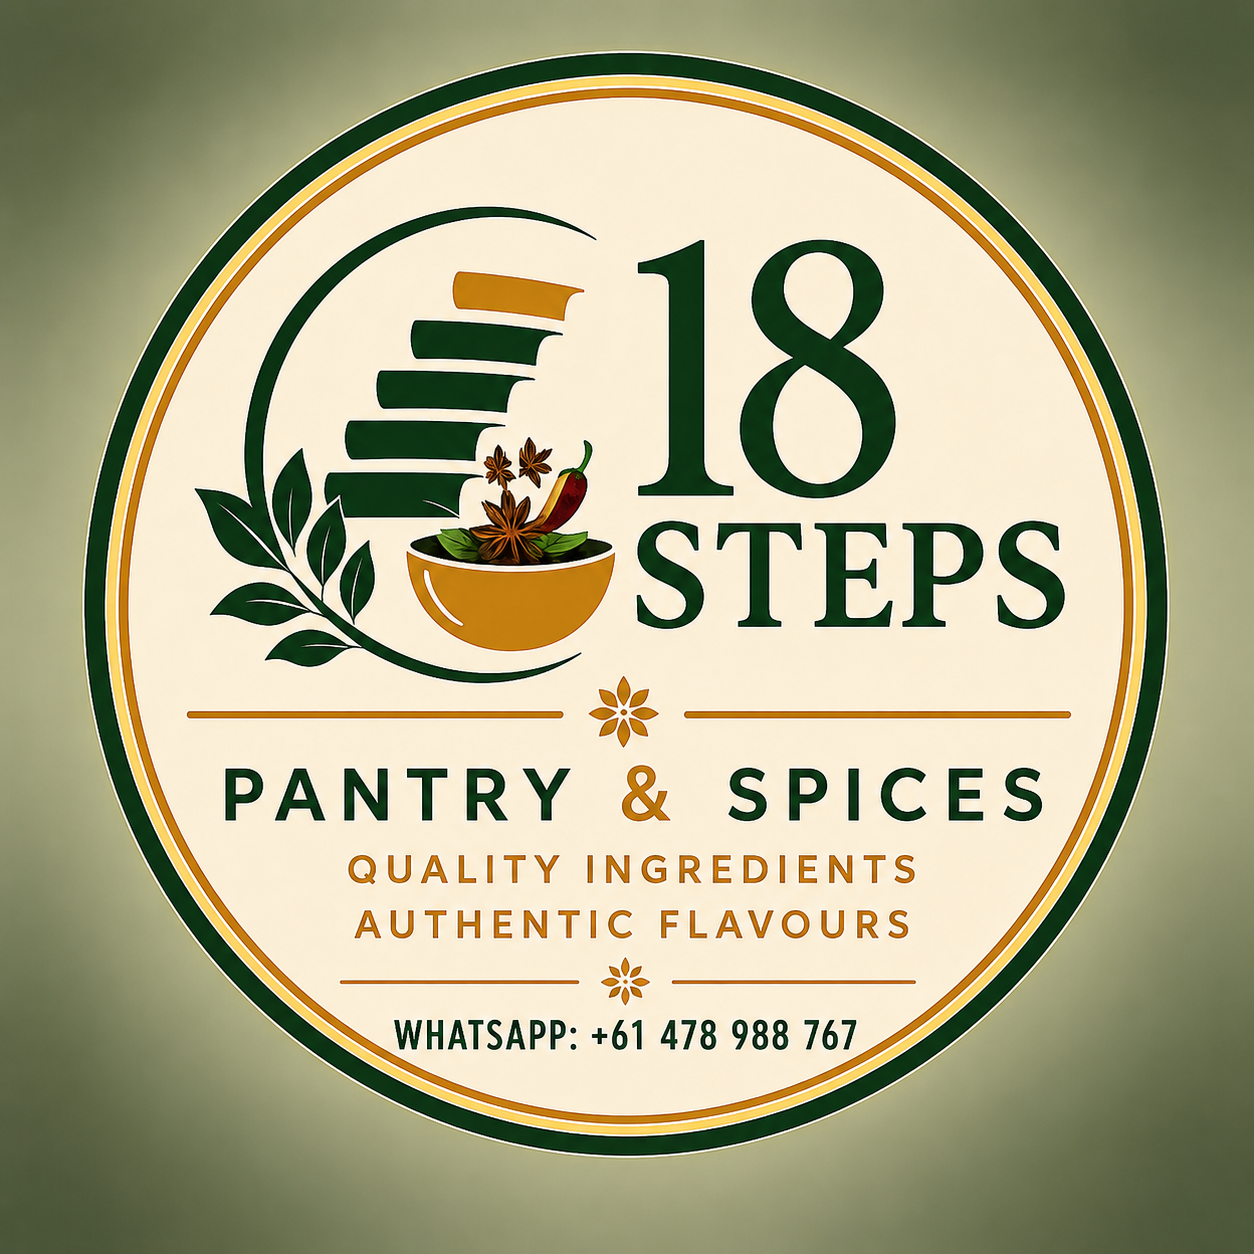 18
STEPS
PANTRY & SPICES
QUALITY INGREDIENTS
AUTHENTIC FLAVOURS
WHATSAPP: +61 478 988 767